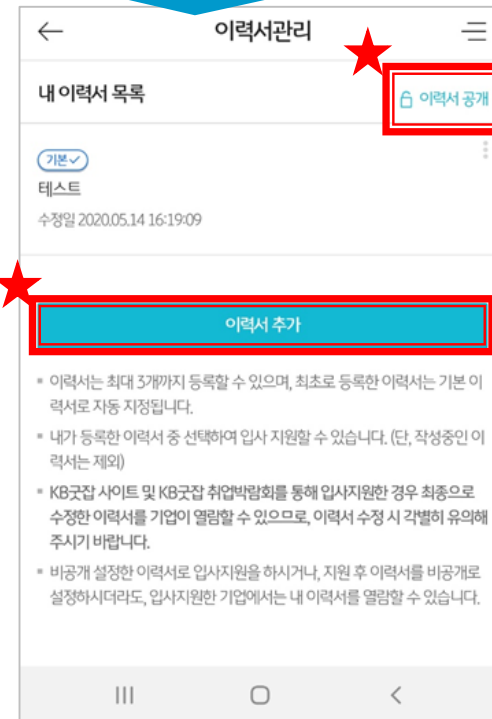 이력서관리
내 이력서 목록
이력서 공개
기본
테스트
수정일 2020.05.14 16:19:09
이력서 추가
이력서는 최대 3개까지 등록할 수 있으며, 최초로 등록한 이력서는 기본 이
력서로 자동 지정됩니다.
내가 등록한 이력서 중 선택하여 입사 지원할 수 있습니다. (단, 작성중인 이
력서는 제외)
KB굿잡 사이트 및 KB굿잡 취업박람회를 통해 입사지원한 경우 최종으로
수정한 이력서를 기업이 열람할 수 있으므로, 이력서 수정 시 각별히 유의해
주시기 바랍니다.
비공개 설정한 이력서로 입사지원을 하시거나, 지원 후 이력서를 비공개로
설정하시더라도, 입사지원한 기업에서는 내 이력서를 열람할 수 있습니다.